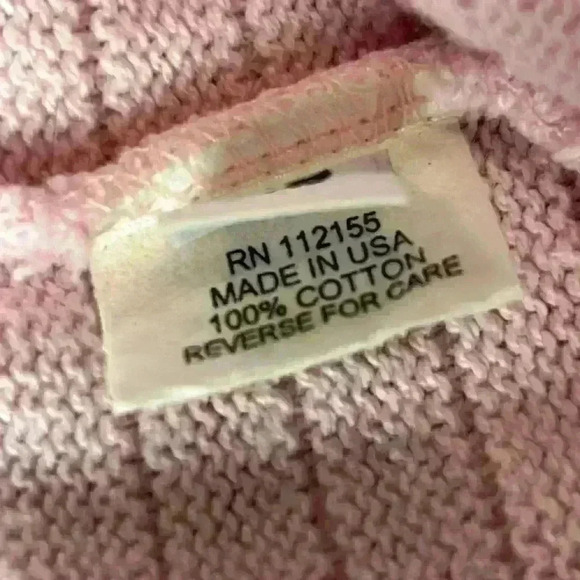 RN 112155
MADE IN USA
100% COTTON
REVERSE FOR CARE